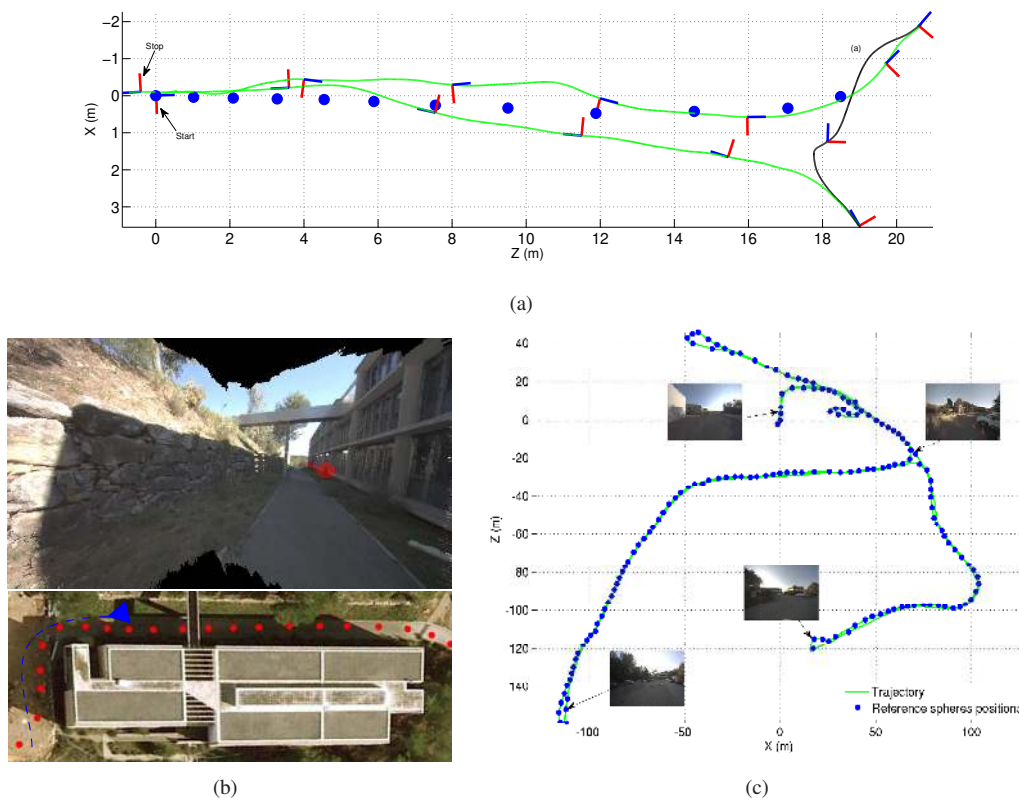 −2
−1
0
1
2
3
X (m)
Stop
Start
(a)
0 2 4 6 8 10 12 14 16 18 20
Z (m)
(a)
40
20
0
-20
-40
-60
-80
-100
120
140
Z (m)
-100 -50 0 50 100
X (m)
Trajectory
Reference spheres positions
(b)
(c)